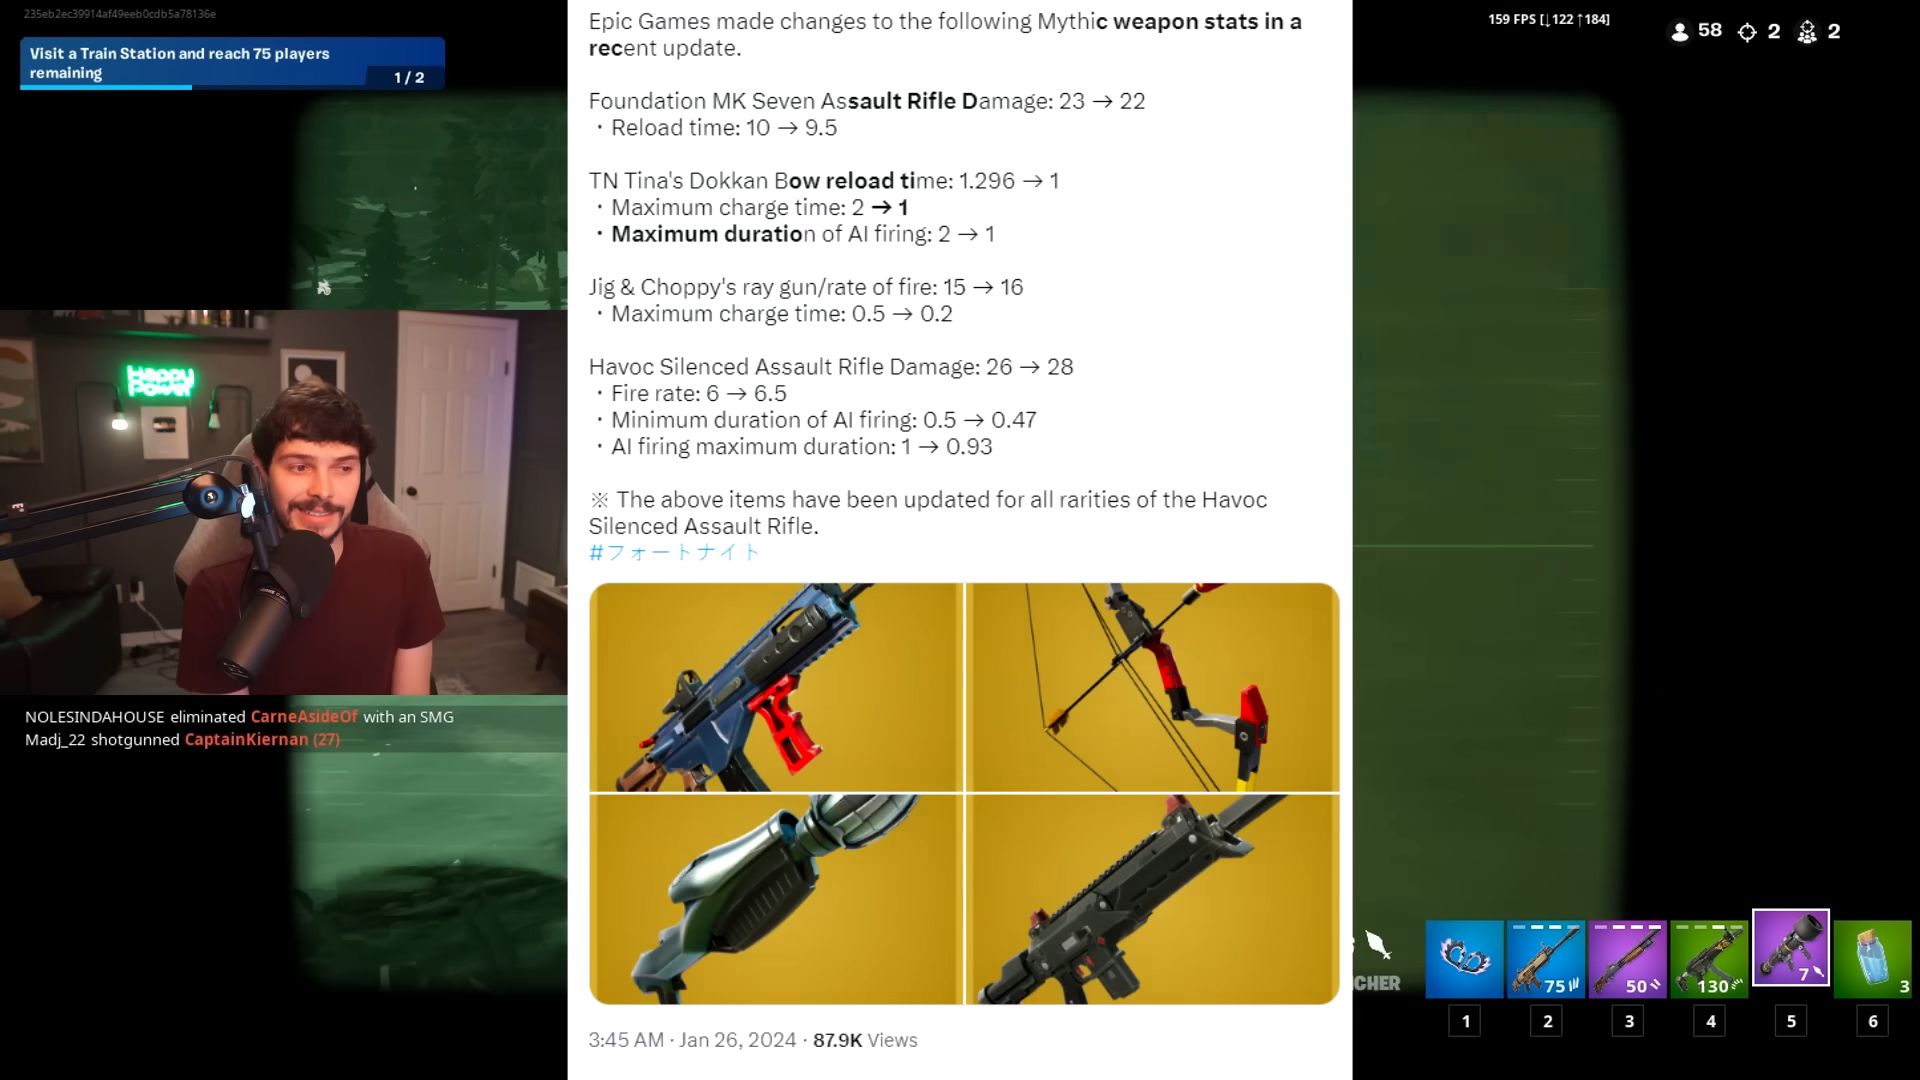 235eb2ec39914af49eeb0cdb5a78136e
Visit a Train Station and reach 75 players
remaining
1 / 2
Happy
Power
NOLESINDAHOUSE eliminated CarneAsideOf with an SMG
Madj_22 shotgunned CaptainKiernan (27)
Epic Games made changes to the following Mythic weapon stats in a
recent update.
Foundation MK Seven Assault Rifle Damage: 23 → 22
・Reload time: 10 → 9.5
TN Tina's Dokkan Bow reload time: 1.296 → 1
・Maximum charge time: 2 → 1
・Maximum duration of AI firing: 2 → 1
Jig & Choppy's ray gun/rate of fire: 15 → 16
・Maximum charge time: 0.5 → 0.2
Havoc Silenced Assault Rifle Damage: 26 → 28
・Fire rate: 6 → 6.5
・Minimum duration of AI firing: 0.5 → 0.47
・AI firing maximum duration: 1 → 0.93
※ The above items have been updated for all rarities of the Havoc
Silenced Assault Rifle.
#フォートナイト
3:45 AM · Jan 26, 2024 · 87.9K Views
159 FPS [↓122 ↑184]
58 2 2
CHER
75 50 130 7 3
1 2 3 4 5 6